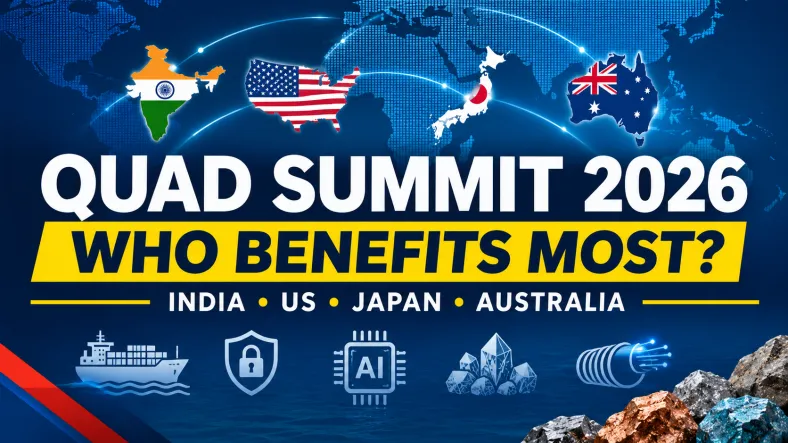 QUAD SUMMIT 2026
WHO BENEFITS MOST?
INDIA • US • JAPAN • AUSTRALIA
AI